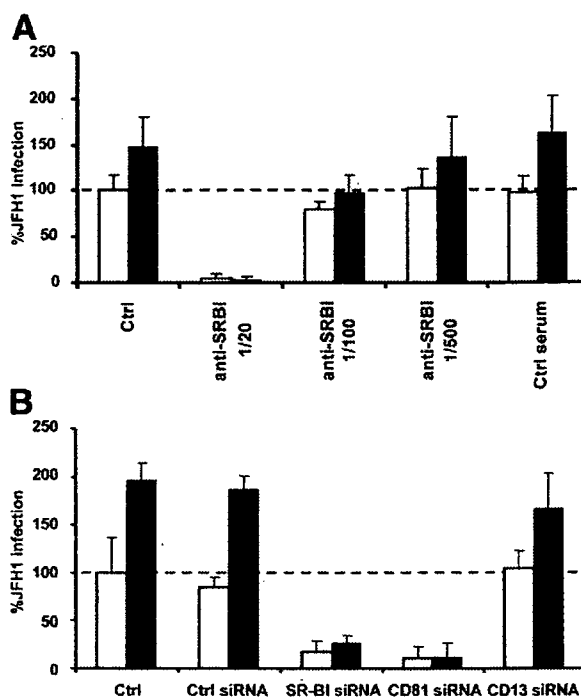 A
%JFH1 Infection
250
200
150
100
50
0
Ctrl
anti-SRBI 1/20
anti-SRBI 1/100
anti-SRBI 1/500
Ctrl serum
B
%JFH1 infection
250
200
150
100
50
0
Ctrl
Ctrl siRNA
SR-BI siRNA
CD81 siRNA
CD13 siRNA